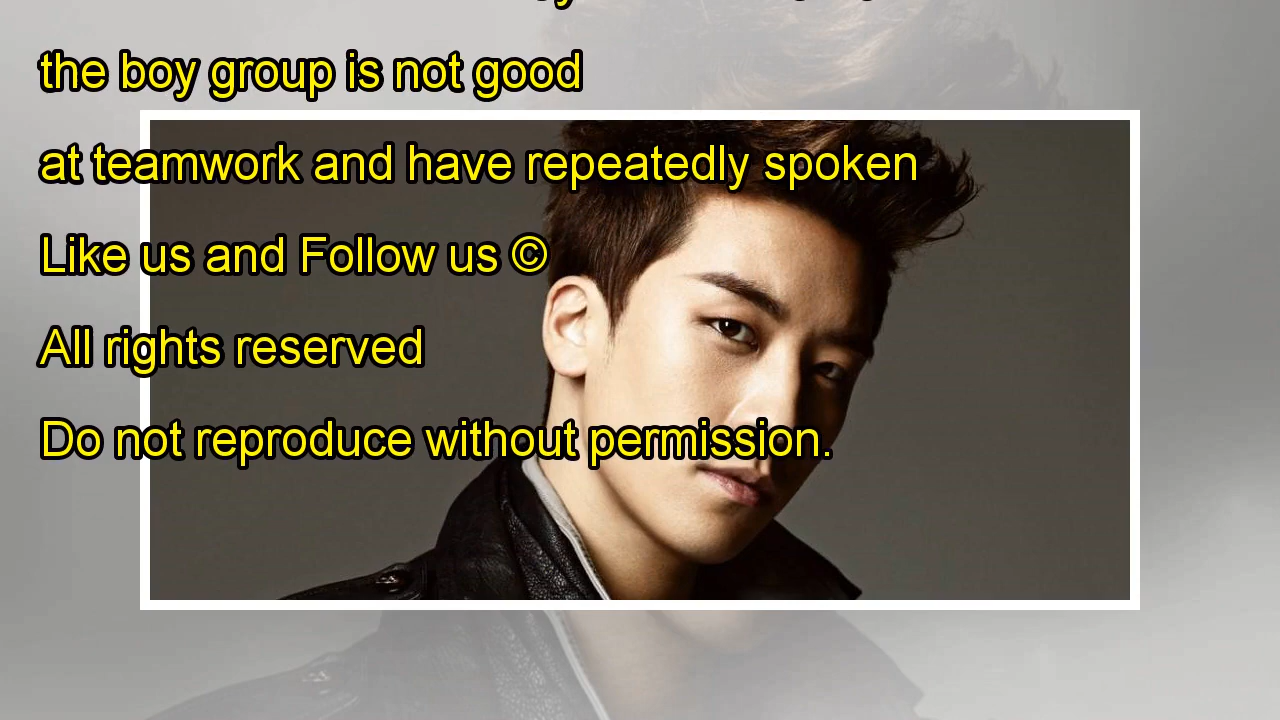 the boy group is not good
at teamwork and have repeatedly spoken
Like us and Follow us ©
All rights reserved
Do not reproduce without permission.